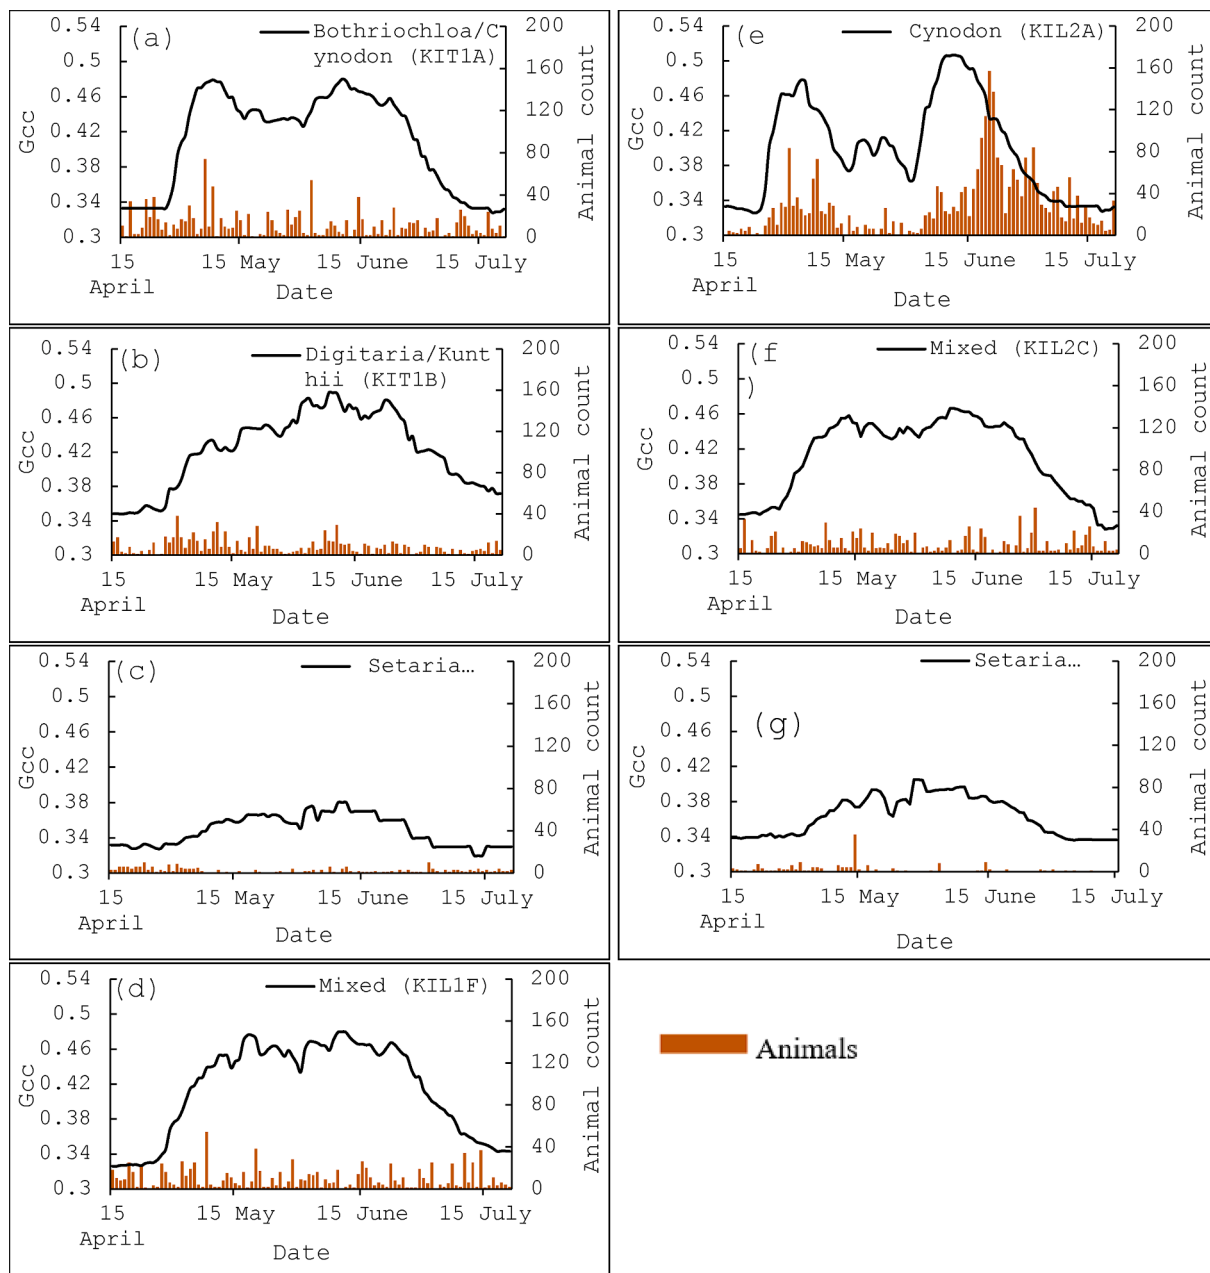 (a)
Bothriochloa/C
ynodon (KIT1A)
0.54
0.5
0.46
0.42
0.38
0.34
0.3
Gcc
200
160
120
80
40
0
Animal count
15 May
15 June
15 July
15
April
Date
(e
Cynodon (KIL2A)
0.54
0.5
0.46
0.42
0.38
0.34
0.3
Gcc
200
160
120
80
40
0
Animal count
15
15 May
15 June
15 July
April
Date
(b)
Digitaria/Kunt
hii (KIT1B)
0.54
0.5
0.46
0.42
0.38
0.34
0.3
Gcc
200
160
120
80
40
0
Animal count
15
15 May
15 June
15 July
April
Date
(f
)
Mixed (KIL2C)
0.54
0.5
0.46
0.42
0.38
0.34
0.3
Gcc
200
160
120
80
40
0
Animal count
15
15 May
15 June
15 July
April
Date
(c)
Setaria…
0.54
0.5
0.46
0.42
0.38
0.34
0.3
Gcc
200
160
120
80
40
0
Animal count
15
15 May
15 June
15 July
April
Date
(g)
Setaria…
0.54
0.5
0.46
0.42
0.38
0.34
0.3
Gcc
200
160
120
80
40
0
Animal count
15
15 May
15 June
15 July
April
Date
(d)
Mixed (KIL1F)
0.54
0.5
0.46
0.42
0.38
0.34
0.3
Gcc
200
160
120
80
40
0
Animal count
15
15 May
15 June
15 July
April
Date
Animals